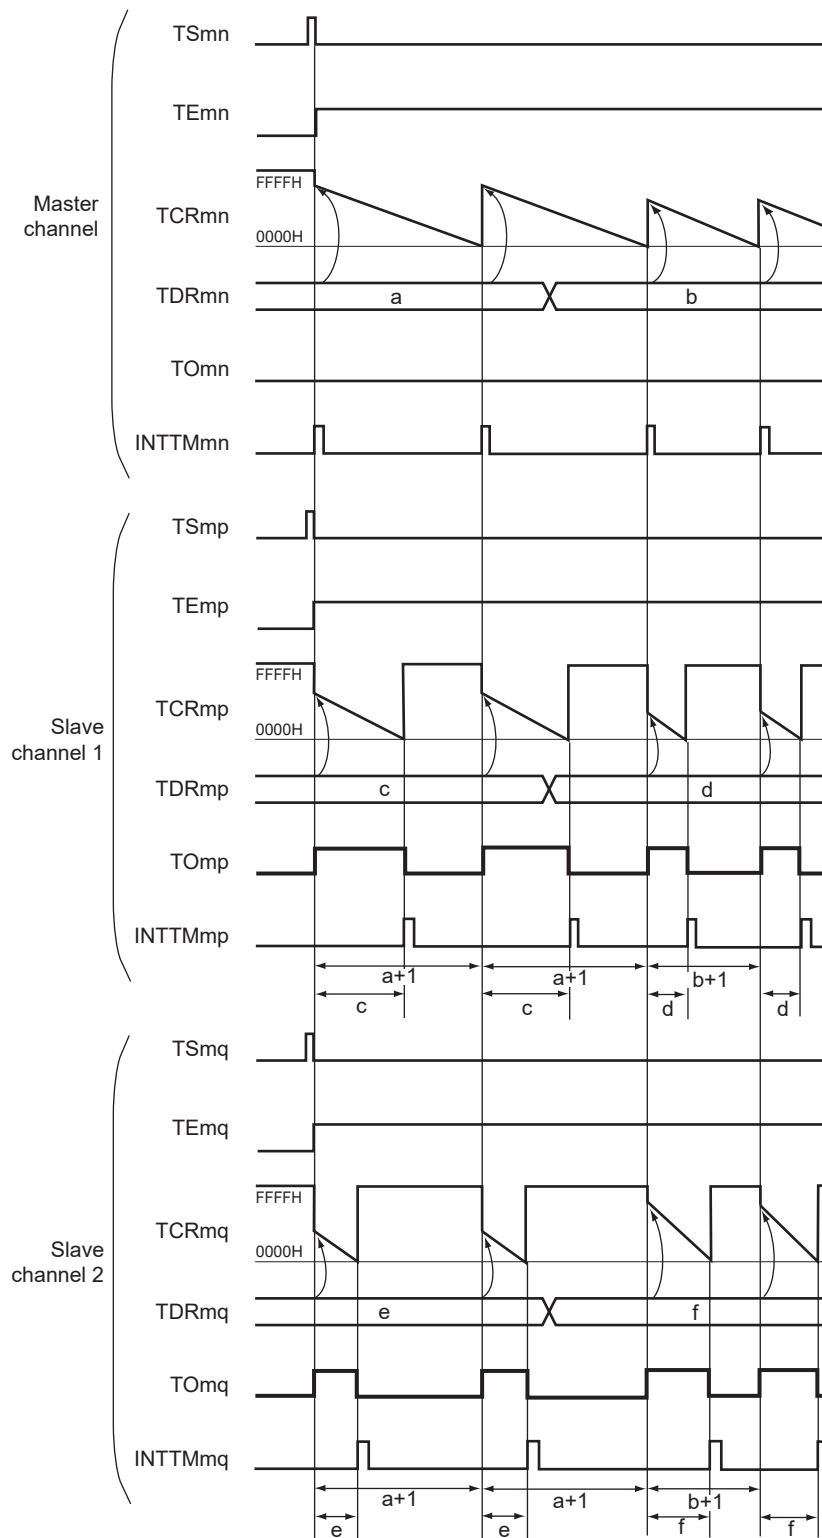 TSmn
TEmn
FFFFH
Master
channel
TCRmn
0000H
TDRmn
a
b
TOmn
INTTMmn
TSmp
TEmp
FFFFH
TCRmp
Slave
channel 1
0000H
TDRmp
c
d
TOmp
INTTMmp
a+1
a+1
b+1
c
c
d
d
TSmq
TEmq
FFFFH
TCRmq
Slave
channel 2
0000H
TDRmq
e
f
TOmq
INTTMmq
a+1
a+1
b+1
e
e
f
f